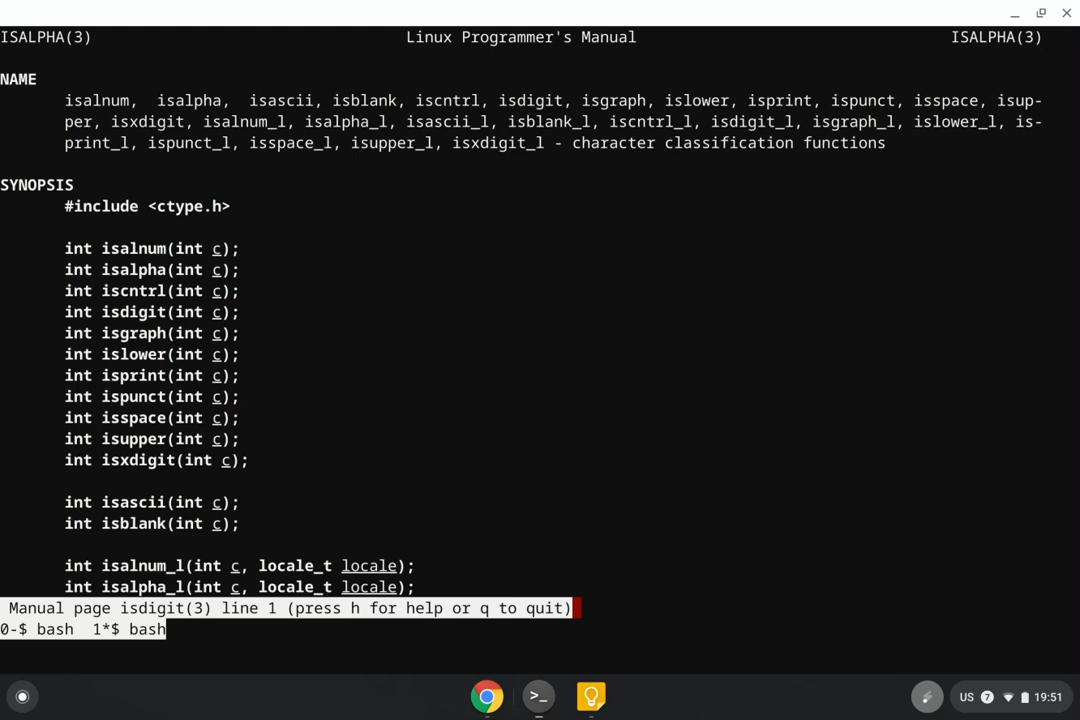 ISALPHA(3) Linux Programmer's Manual ISALPHA(3)
NAME
isalnum, isalpha, isascii, isblank, iscntrl, isdigit, isgraph, islower, isprint, ispunct, isspace, isup-
per, isxdigit, isalnum_l, isalpha_l, isascii_l, isblank_l, iscntrl_l, isdigit_l, isgraph_l, islower_l, is-
print_l, ispunct_l, isspace_l, isupper_l, isxdigit_l - character classification functions
SYNOPSIS
#include <ctype.h>
int isalnum(int c);
int isalpha(int c);
int iscntrl(int c);
int isdigit(int c);
int isgraph(int c);
int islower(int c);
int isprint(int c);
int ispunct(int c);
int isspace(int c);
int isupper(int c);
int isxdigit(int c);
int isascii(int c);
int isblank(int c);
int isalnum_l(int c, locale_t locale);
int isalpha_l(int c, locale_t locale);
Manual page isdigit(3) line 1 (press h for help or q to quit)
0-$ bash 1*$ bash
>_
US 7 19:51